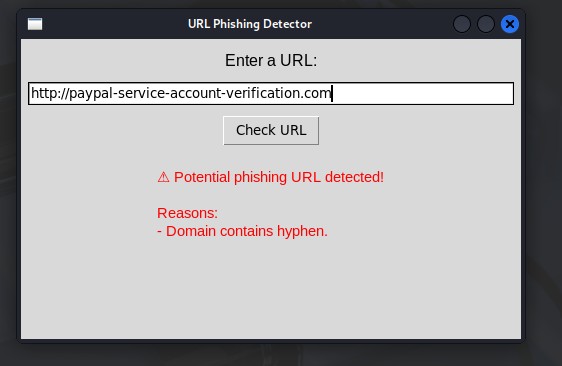 URL Phishing Detector
Enter a URL:
http://paypal-service-account-verification.com
Check URL
⚠ Potential phishing URL detected!
Reasons:
- Domain contains hyphen.